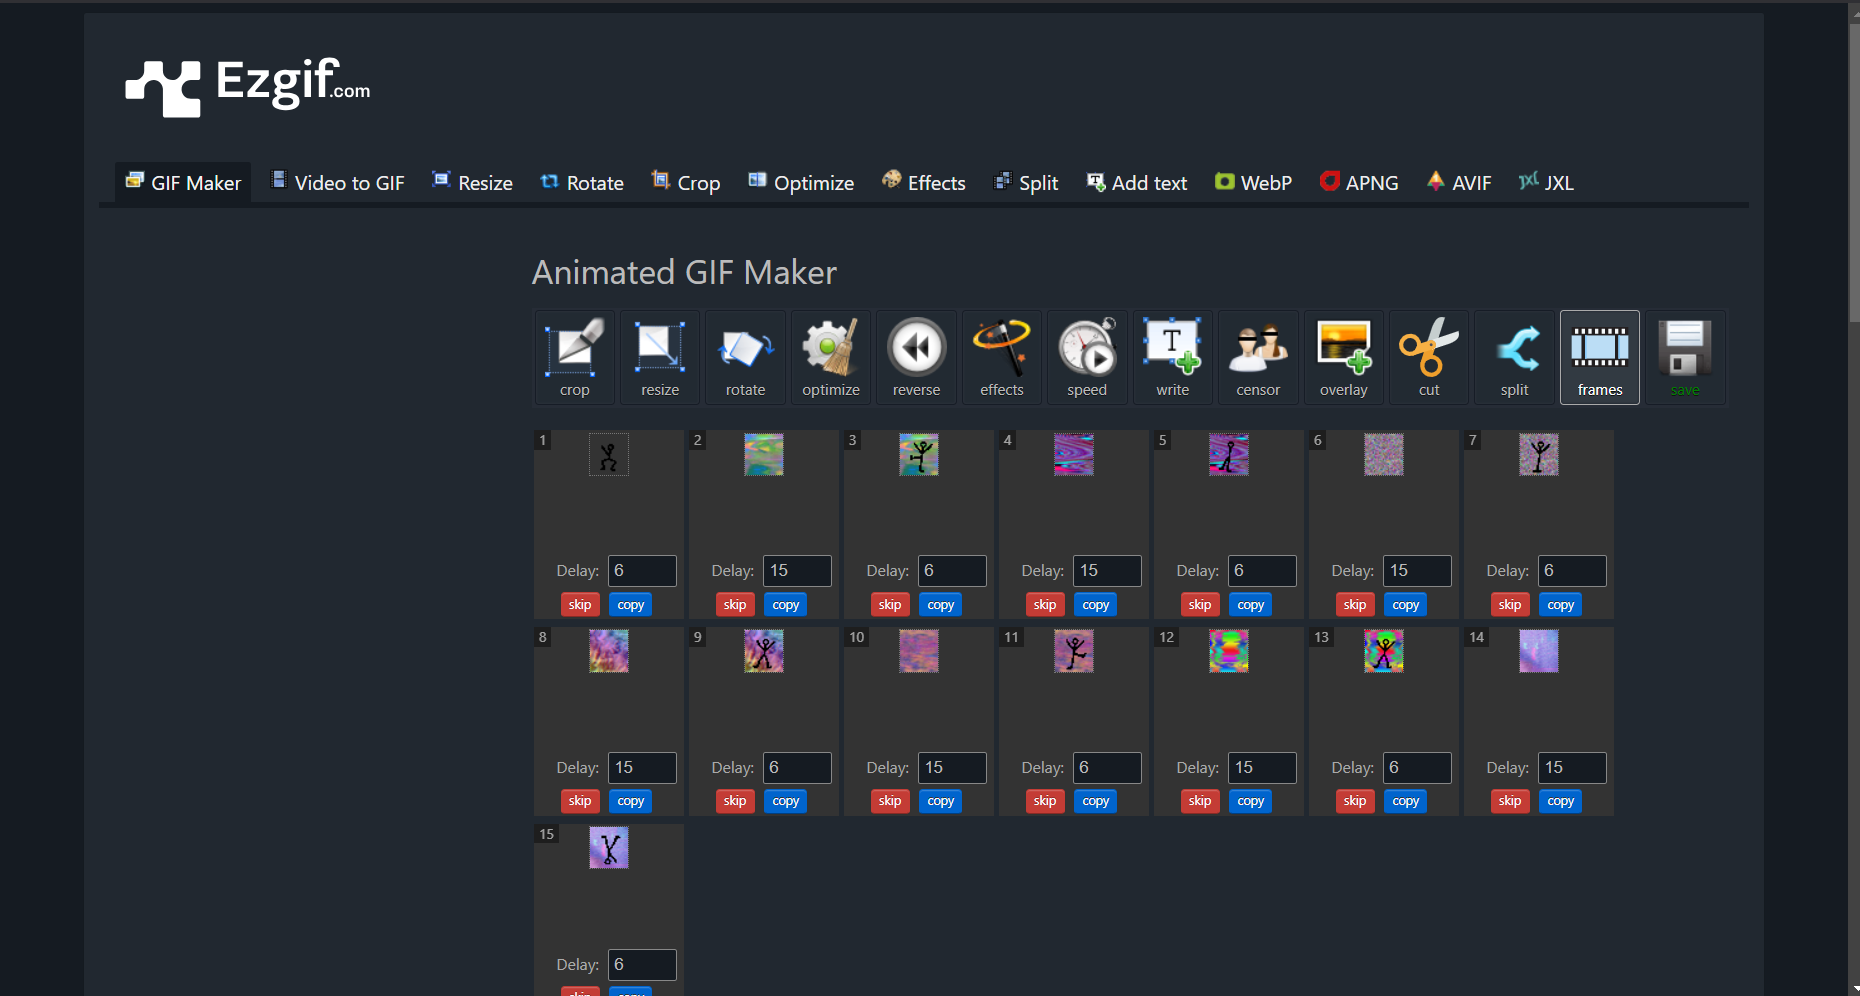 Ezgif.com
GIF Maker Video to GIF Resize Rotate Crop Optimize Effects Split Add text WebP APNG AVIF JXL
Animated GIF Maker
crop resize rotate optimize reverse effects speed write censor overlay cut split frames save
1 2 3 4 5 6 7
Delay: 6 Delay: 15 Delay: 6 Delay: 15 Delay: 6 Delay: 15 Delay: 6
skip copy skip copy skip copy skip copy skip copy skip copy skip copy
8 9 10 11 12 13 14
Delay: 15 Delay: 6 Delay: 15 Delay: 6 Delay: 15 Delay: 6 Delay: 15
skip copy skip copy skip copy skip copy skip copy skip copy skip copy
15
Delay: 6
skip copy